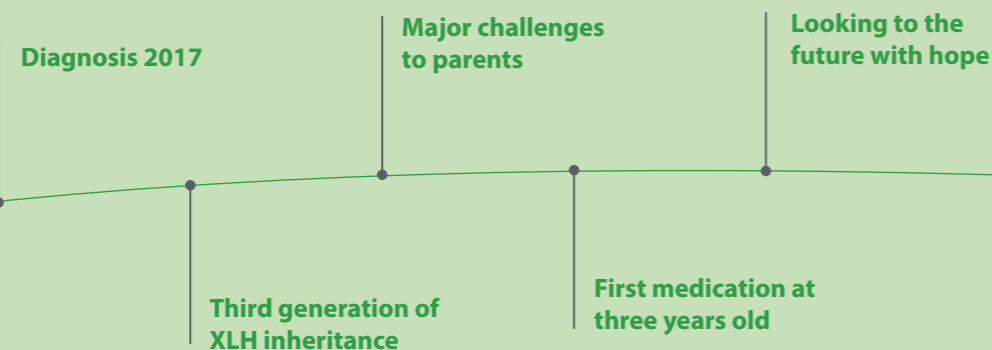 Diagnosis 2017
Third generation of
XLH inheritance
Major challenges
to parents
First medication at
three years old
Looking to the
future with hope